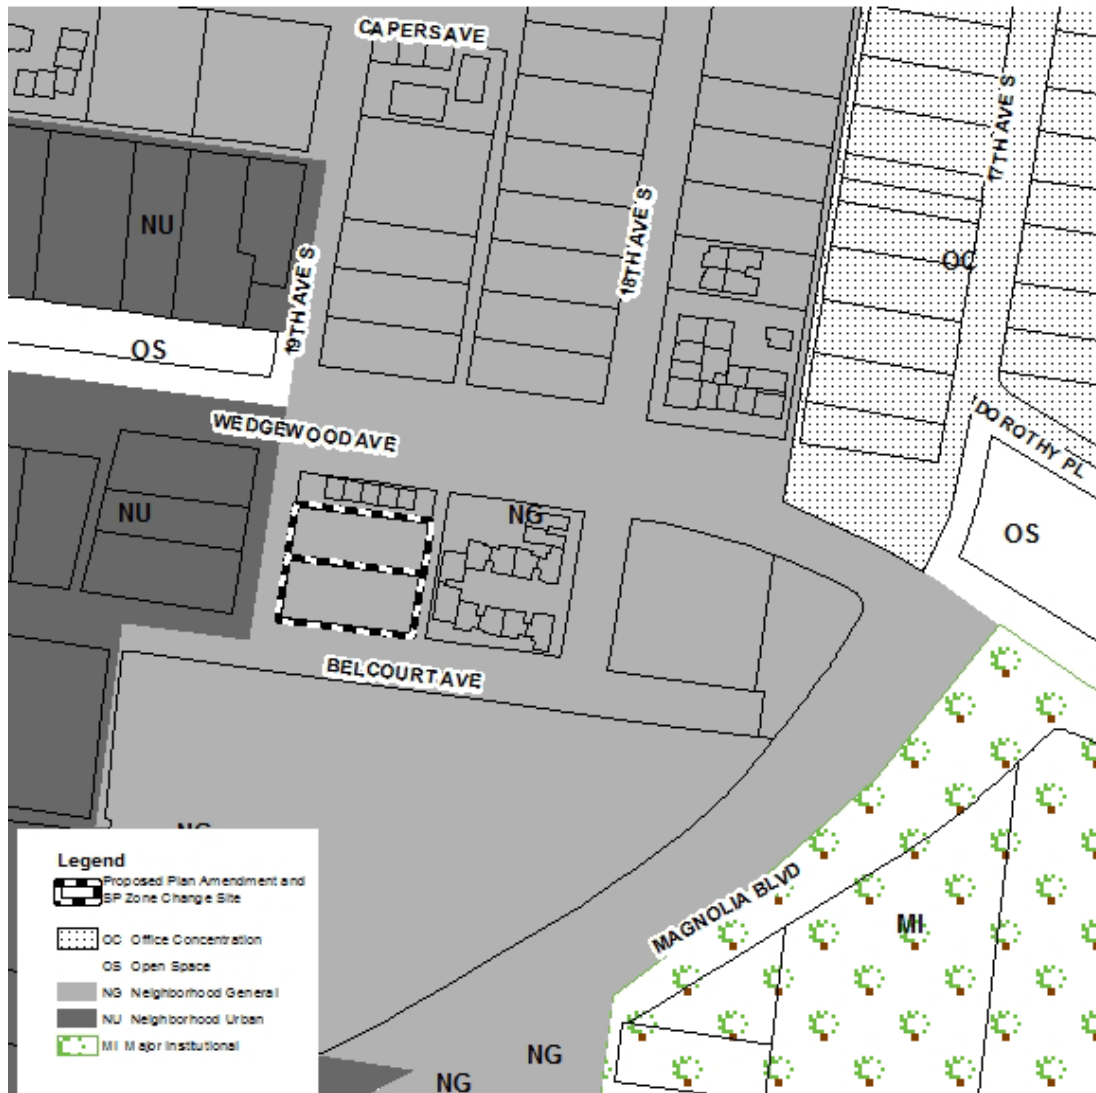 CAPERS AVE
17TH AVE S
18TH AVE S
NU
19TH AVE S
OC
OS
WEDGEWOOD AVE
DOROTHY PL
NU
NG
OS
BELCOURT AVE
NG
MAGNOLIA BLVD
MI
NG
NG
Legend
Proposed Plan Amendment and
SP Zone Change Site
OC Office Concentration
OS Open Space
NG Neighborhood General
NU Neighborhood Urban
MI Major Institutional